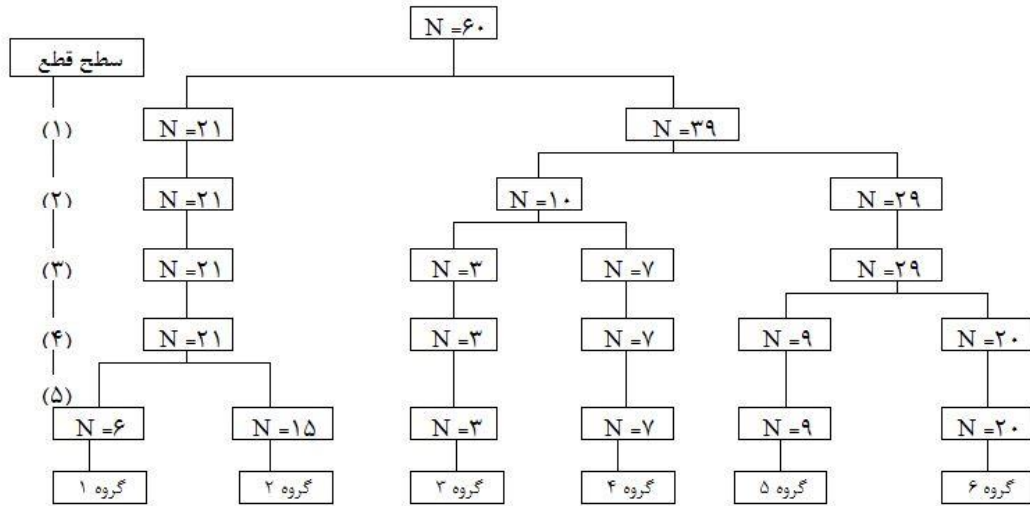 N =۶۰
سطح قطع
(۱) N =۲۱ N =۳۹
(۲) N =۲۱ N =۱۰ N =۲۹
(۳) N =۲۱ N =۳ N =۷ N =۲۹
(۴) N =۲۱ N =۳ N =۷ N =۹ N =۲۰
(۵)
N =۶ N =۱۵ N =۳ N =۷ N =۹ N =۲۰
گروه ۱ گروه ۲ گروه ۳ گروه ۴ گروه ۵ گروه ۶